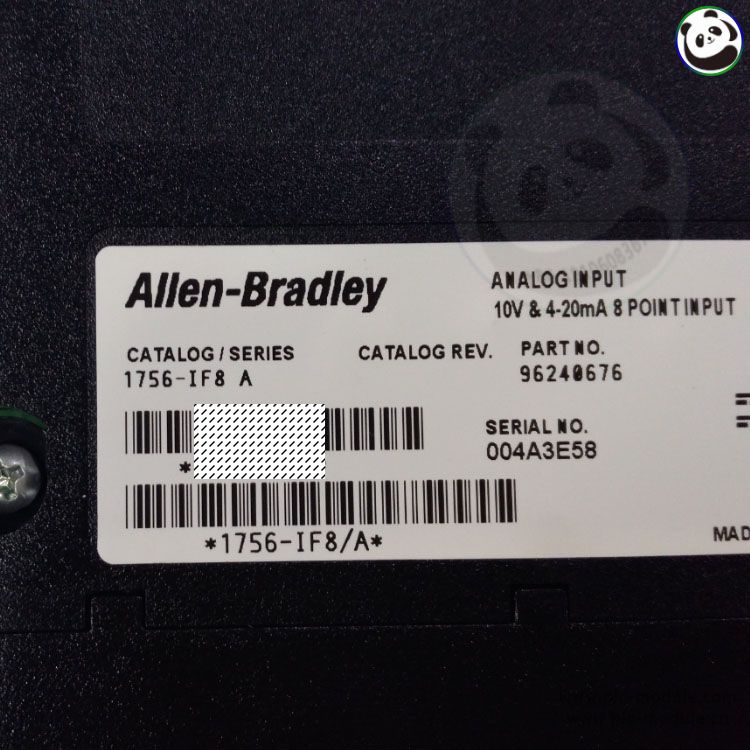 Allen-Bradley
ANALOG INPUT
10V & 4-20mA 8 POINT INPUT
CATALOG / SERIES
1756-IF8 A
CATALOG REV.
PART NO.
96240676
SERIAL NO.
004A3E58
*
*1756-IF8/A*
MAD